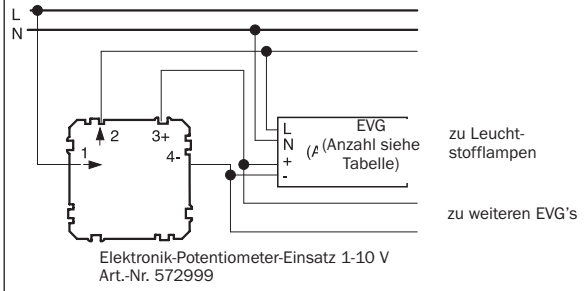 L
N
2
3+
1
4-
L
N
+
-
EVG
(Anzahl siehe
Tabelle)
zu Leucht-
stofflampen
zu weiteren EVG's
Elektronik-Potentiometer-Einsatz 1-10 V
Art.-Nr. 572999